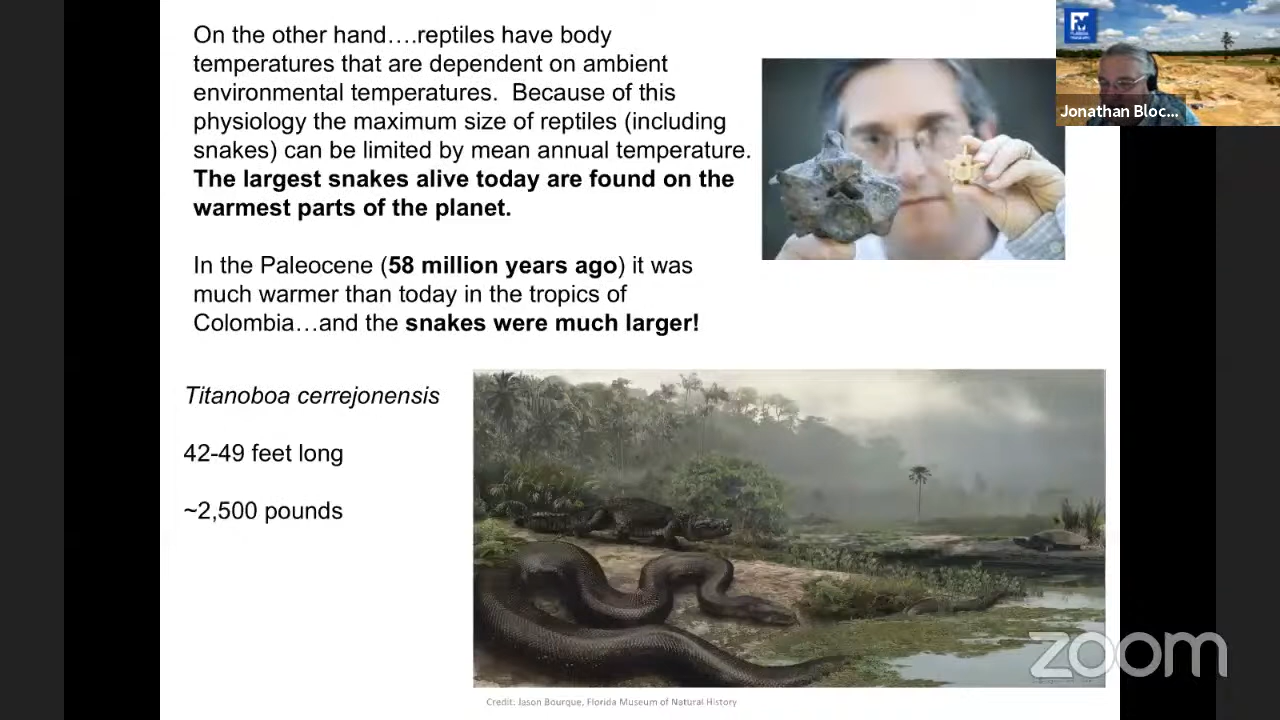 On the other hand….reptiles have body
temperatures that are dependent on ambient
environmental temperatures.  Because of this
physiology the maximum size of reptiles (including
snakes) can be limited by mean annual temperature.
The largest snakes alive today are found on the
warmest parts of the planet.
In the Paleocene (58 million years ago) it was
much warmer than today in the tropics of
Colombia…and the snakes were much larger!
Titanoboa cerrejonensis
42-49 feet long
~2,500 pounds
Credit: Jason Bourque, Florida Museum of Natural History
Jonathan Bloc...
zoom